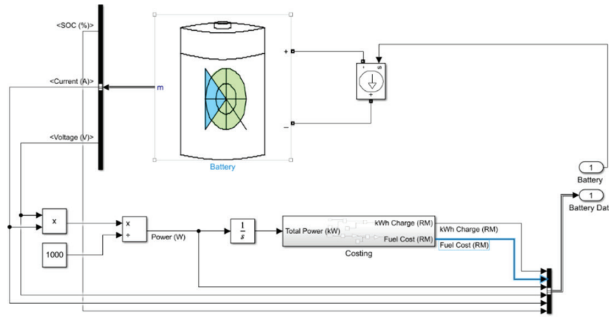 <SOC (%)>
<Current (A)>
<Voltage (V)>
m
+
–
Battery
1
Battery
1
Battery Dat
x
1000
x
÷
Power (W)
1
s
Total Power (kW)
kWh Charge (RM)
Fuel Cost (RM)
Costing
kWh Charge (RM)
Fuel Cost (RM)